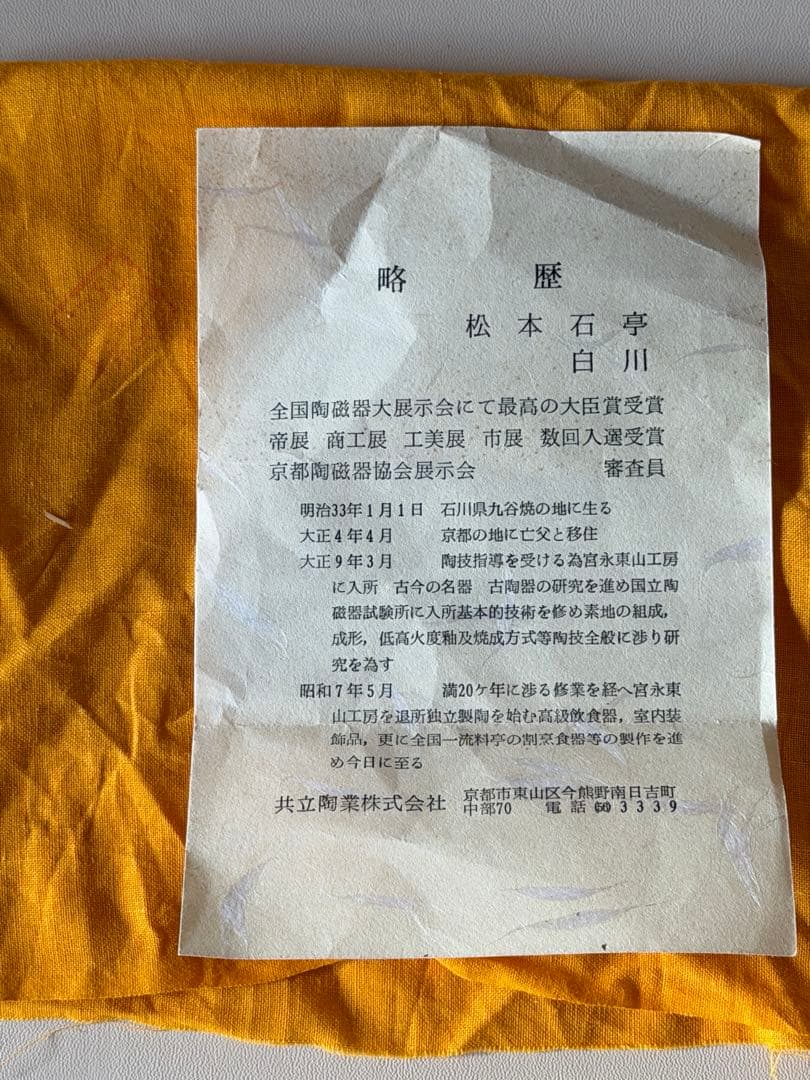 略 歴
松本石亭
白川
全国陶磁器大展示会にて最高の大臣賞受賞
帝展 商工展 工美展 市展 数回入選受賞
京都陶磁器協会展示会 審査員
明治33年1月1日 石川県九谷焼の地に生る
大正4年4月 京都の地に亡父と移住
大正9年3月 陶技指導を受ける為宮永東山工房
に入所 古今の名器 古陶器の研究を進め国立陶
磁器試験所に入所基本的技術を修め素地の組成,
成形, 低高火度釉及焼成方式等陶技全般に渉り研
究を為す
昭和7年5月 満20ケ年に渉る修業を経へ宮永東
山工房を退所独立製陶を始む高級飲食器, 室内装
飾品, 更に全国一流料亭の割烹食器等の製作を進
め今日に至る
共立陶業株式会社 京都市東山区今熊野南日吉町
中部70 電話 3339